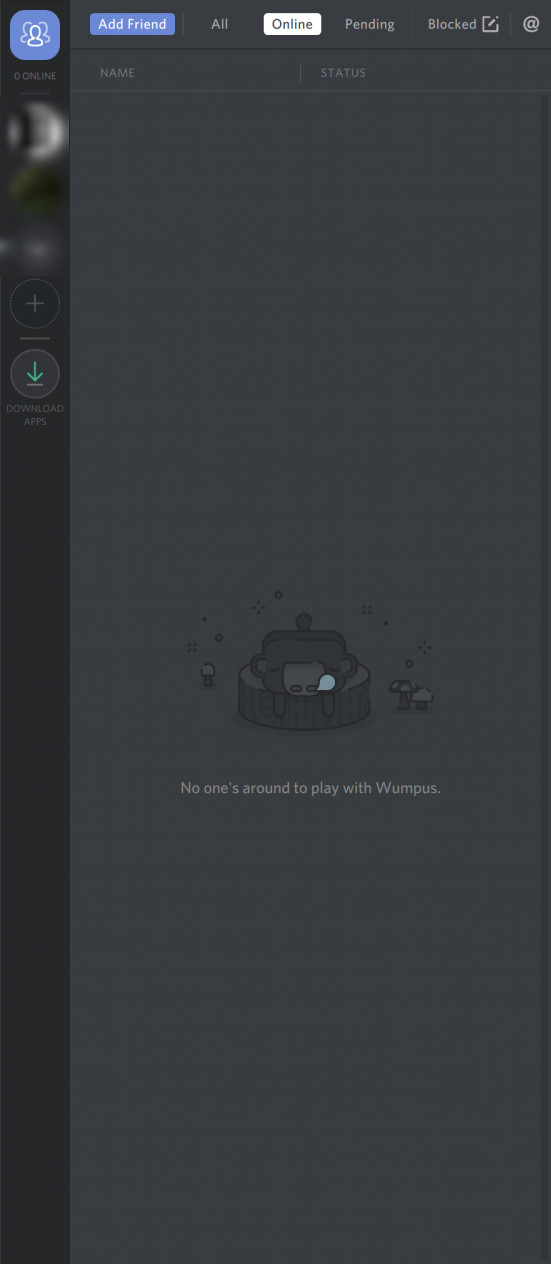 Add Friend All Online Pending Blocked @
0 ONLINE
NAME STATUS
DOWNLOAD
APPS
No one's around to play with Wumpus.